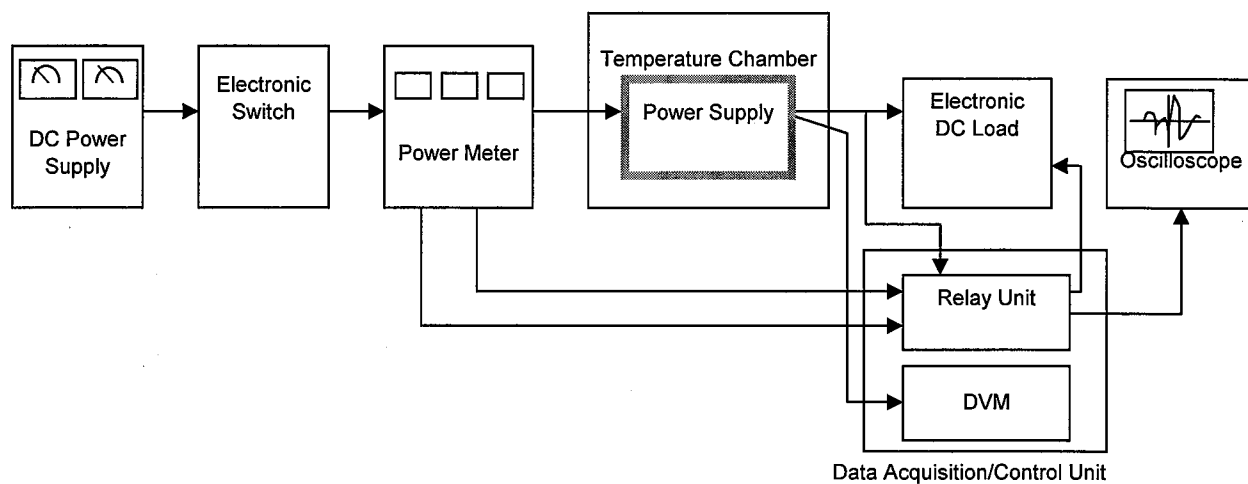 DC Power
Supply
Electronic
Switch
Power Meter
Temperature Chamber
Power Supply
Electronic
DC Load
Oscilloscope
Relay Unit
DVM
Data Acquisition/Control Unit